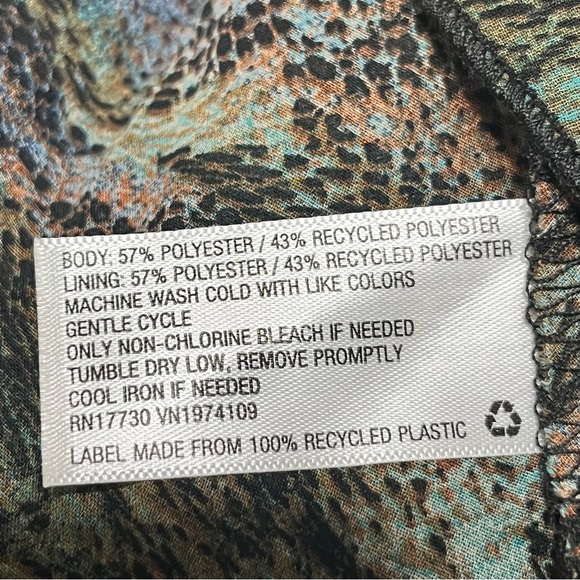 BODY: 57% POLYESTER / 43% RECYCLED POLYESTER
LINING: 57% POLYESTER / 43% RECYCLED POLYESTER
MACHINE WASH COLD WITH LIKE COLORS
GENTLE CYCLE
ONLY NON-CHLORINE BLEACH IF NEEDED
TUMBLE DRY LOW, REMOVE PROMPTLY
COOL IRON IF NEEDED
RN17730 VN1974109
LABEL MADE FROM 100% RECYCLED PLASTIC